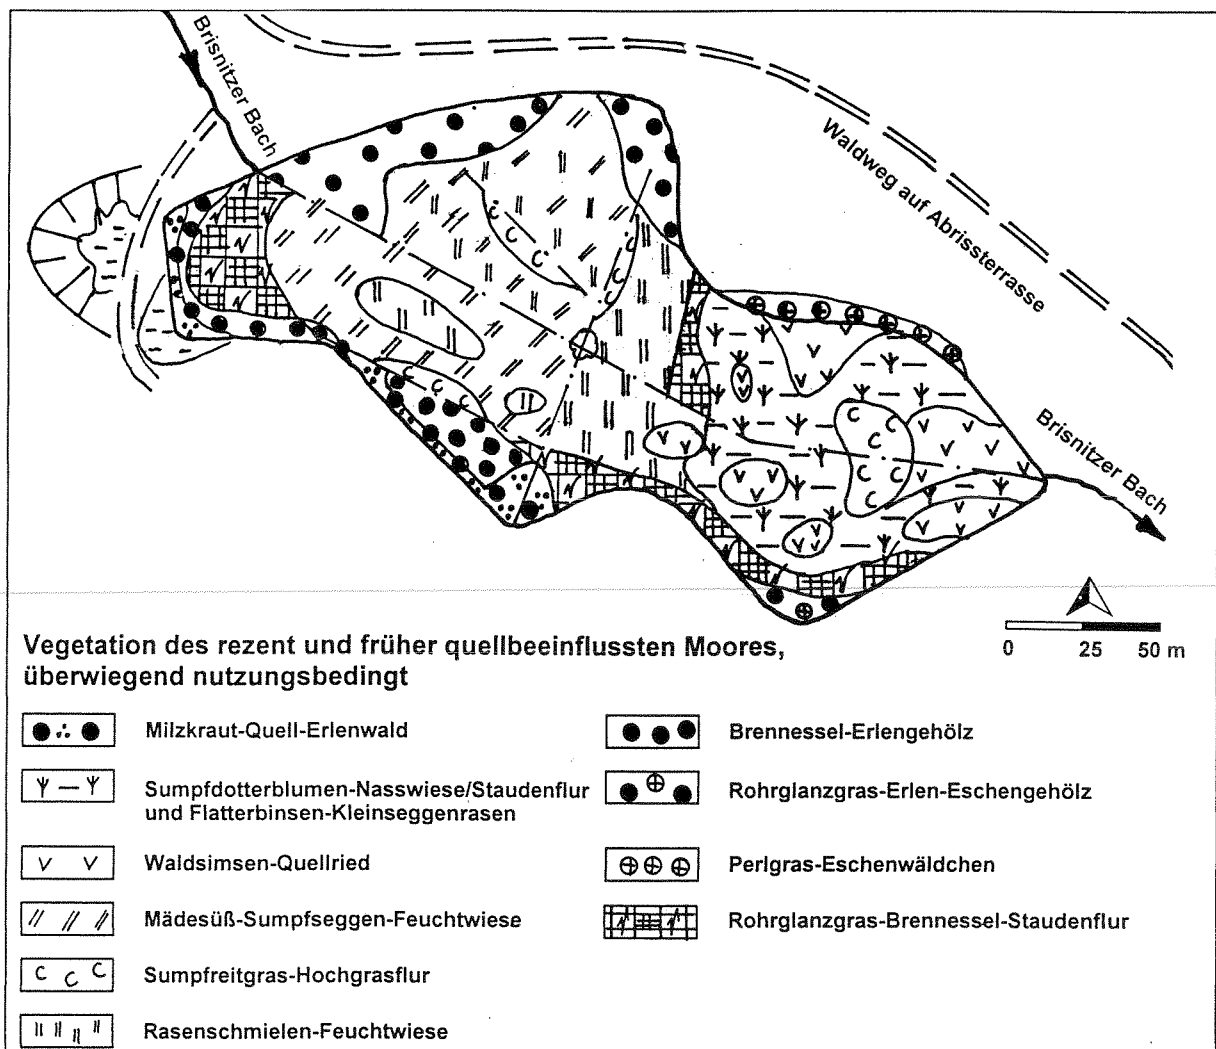 Brisnitzer Bach
Waldweg auf Abrissterrasse
Brisnitzer Bach
0 25 50 m
Vegetation des rezent und früher quellbeeinflussten Moores,
überwiegend nutzungsbedingt
Milzkraut-Quell-Erlenwald
Sumpfdotterblumen-Nasswiese/Staudenflur
und Flatterbinsen-Kleinseggenrasen
Waldsimsen-Quellried
Mädesüß-Sumpfseggen-Feuchtwiese
Sumpfreitgras-Hochgrasflur
Rasenschmielen-Feuchtwiese
Brennessel-Erlengehölz
Rohrglanzgras-Erlen-Eschengehölz
Perlgras-Eschenwäldchen
Rohrglanzgras-Brennessel-Staudenflur